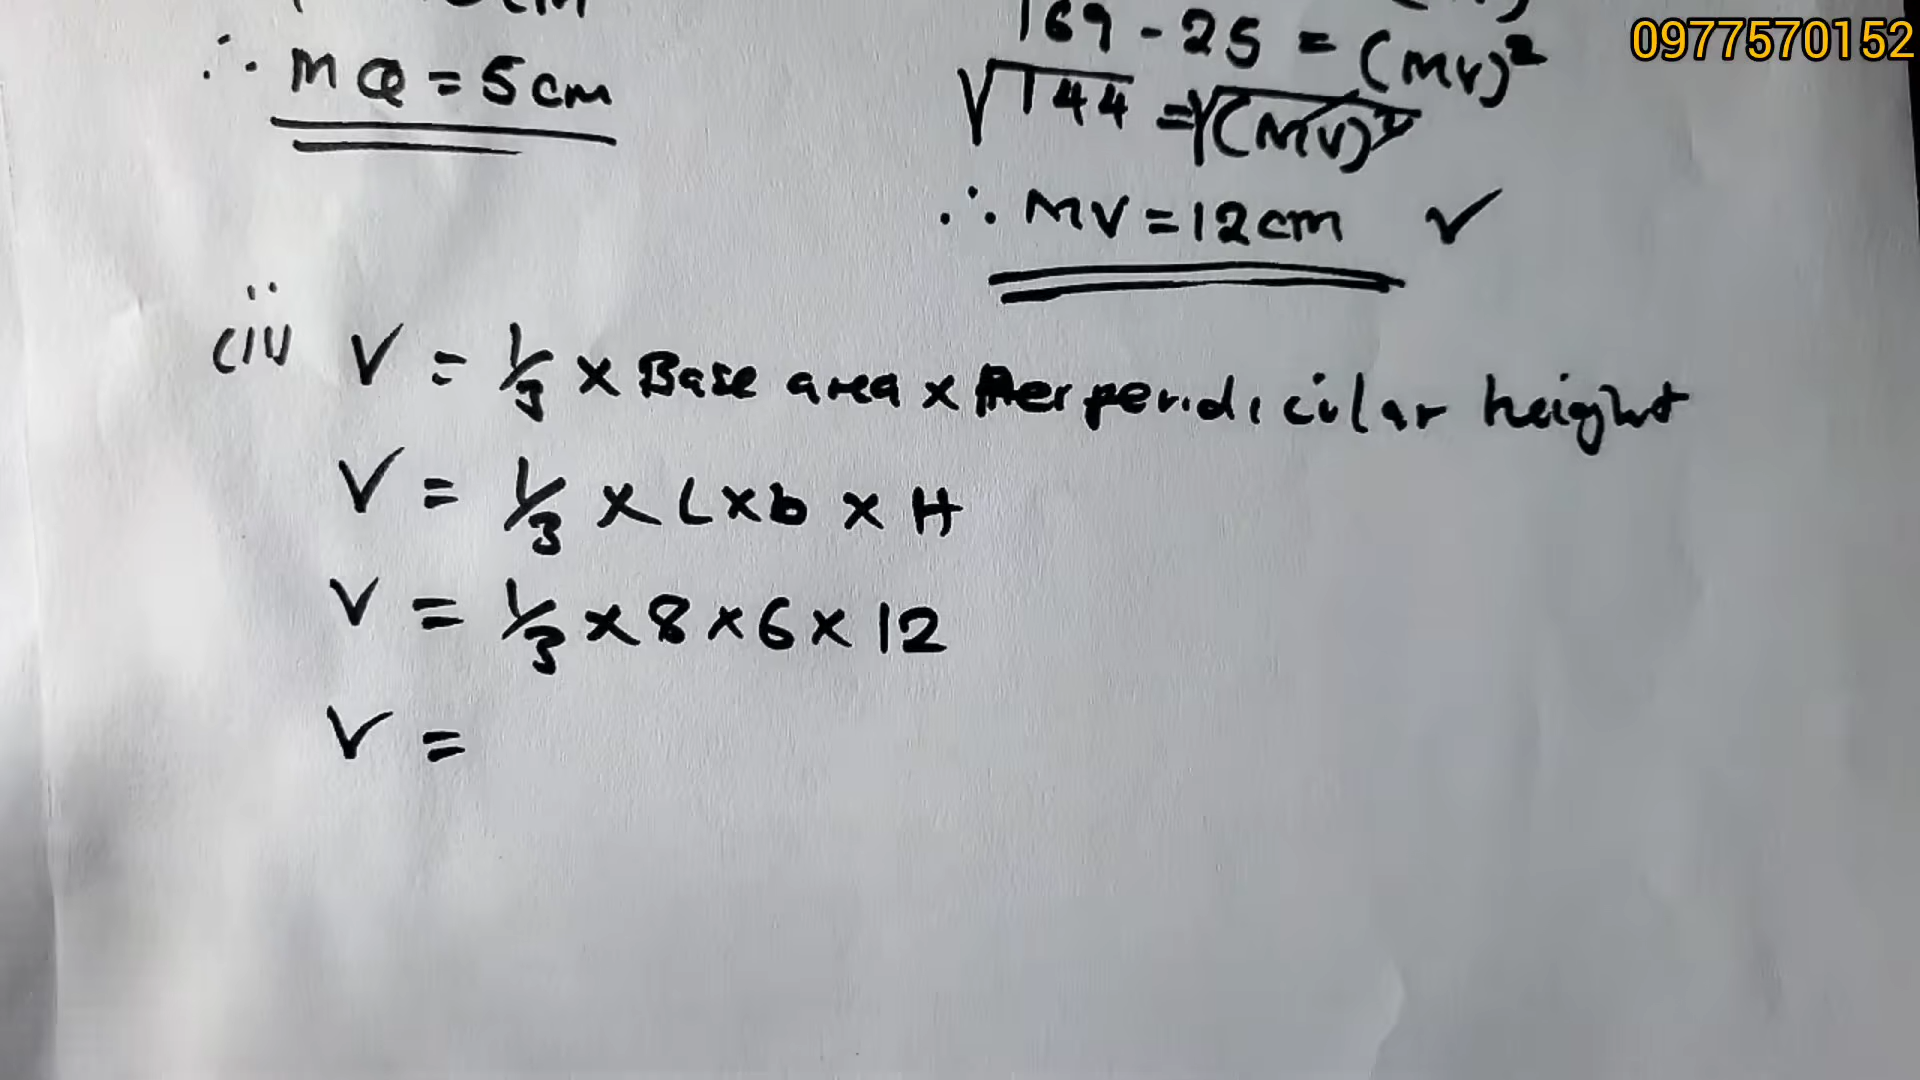 ∴ MQ = 5cm
169 - 25 = (MV)²
√144 = √(MV)²
∴ MV = 12cm ✓
(ii) V = 1/3 × Base area × Perpendicular height
V = 1/3 × L × b × H
V = 1/3 × 8 × 6 × 12
V =
0977570152